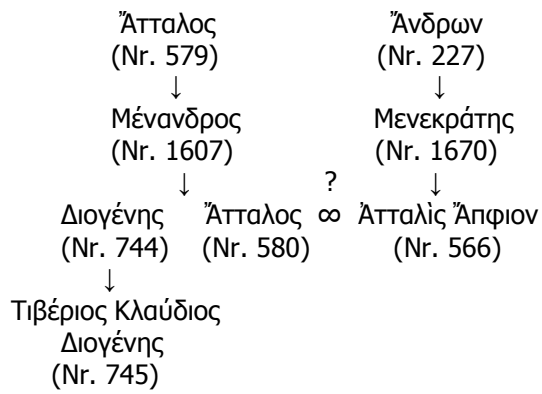 Ἄτταλος Ἄνδρων
(Nr. 579) (Nr. 227)
↓ ↓
Μένανδρος Μενεκράτης
(Nr. 1607) (Nr. 1670)
↓ ? ↓
Διογένης Ἄτταλος ∞ Ἀτταλὶς Ἄπφιον
(Nr. 744) (Nr. 580) (Nr. 566)
↓
Τιβέριος Κλαύδιος
Διογένης
(Nr. 745)